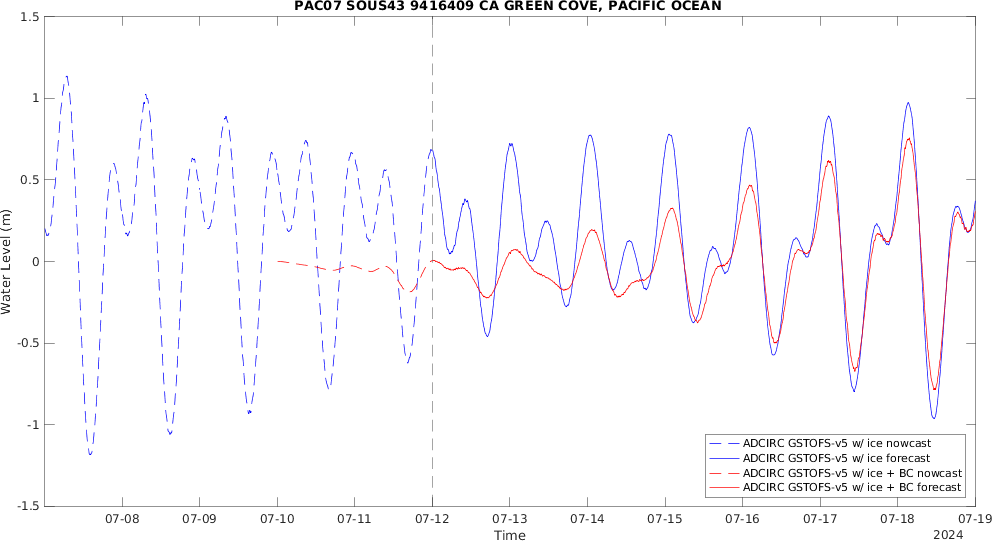 PAC07 SOUS43 9416409 CA GREEN COVE, PACIFIC OCEAN
1.5
1
0.5
0
-0.5
-1
-1.5
Water Level (m)
07-08 07-09 07-10 07-11 07-12 07-13 07-14 07-15 07-16 07-17 07-18 07-19
Time
2024
ADCIRC GSTOFS-v5 w/ ice nowcast
ADCIRC GSTOFS-v5 w/ ice forecast
ADCIRC GSTOFS-v5 w/ ice + BC nowcast
ADCIRC GSTOFS-v5 w/ ice + BC forecast